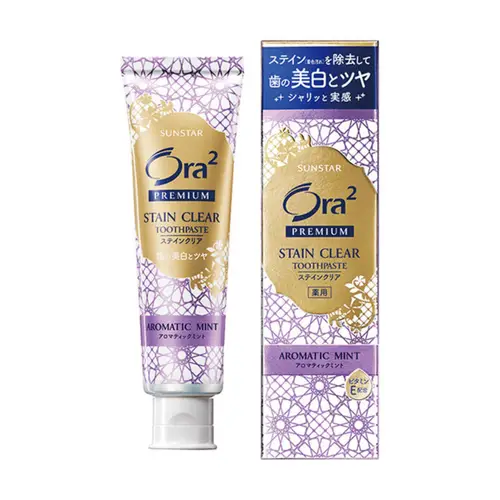 SUNSTAR
Ora²
PREMIUM
STAIN CLEAR
TOOTHPASTE
ステインクリア
歯の美白とツヤ
AROMATIC MINT
アロマティックミント
ステイン(着色汚れ)を除去して
歯の美白とツヤ
シャリッと実感
SUNSTAR
Ora²
PREMIUM
STAIN CLEAR
TOOTHPASTE
ステインクリア
薬用
AROMATIC MINT
アロマティックミント
ビタミン
E配合